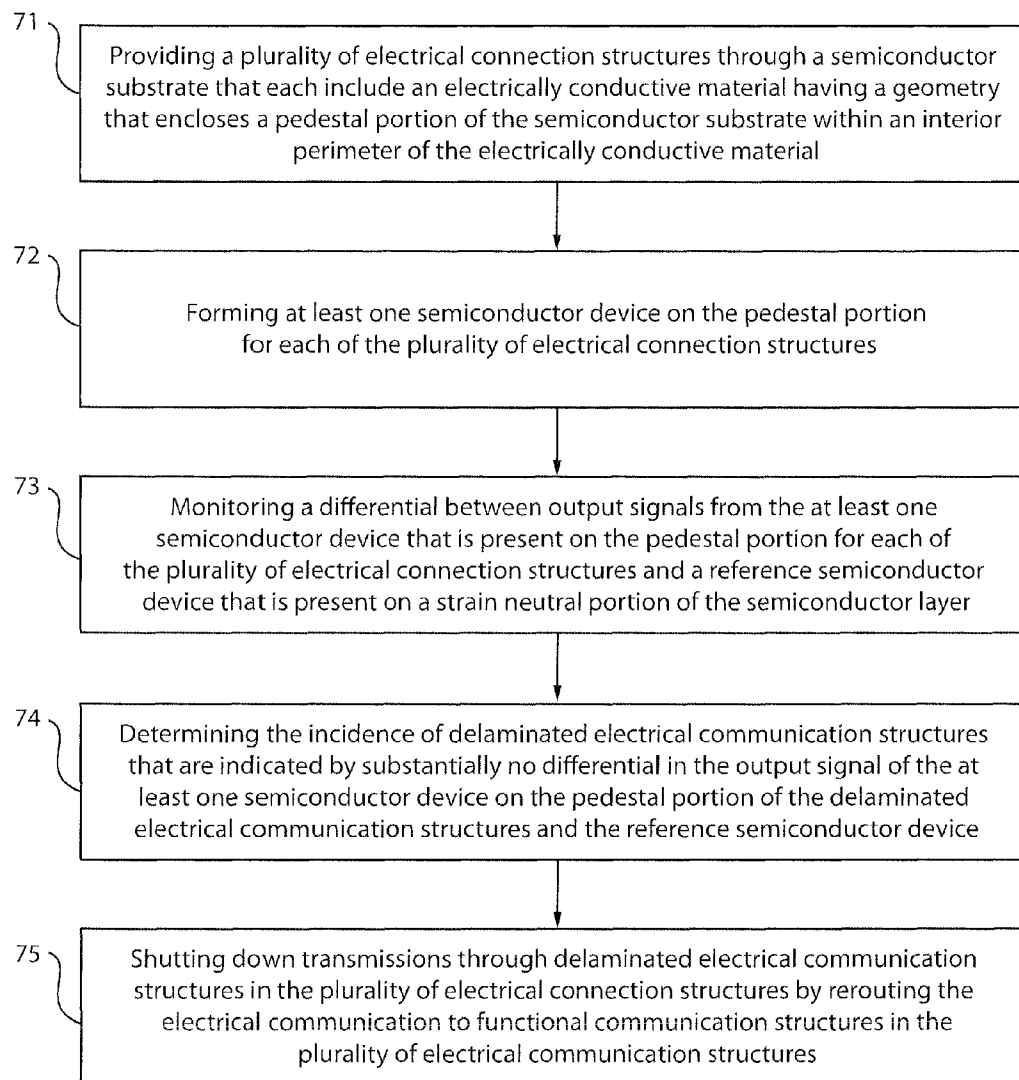 71
Providing a plurality of electrical connection structures through a semiconductor
substrate that each include an electrically conductive material having a geometry
that encloses a pedestal portion of the semiconductor substrate within an interior
perimeter of the electrically conductive material
72
Forming at least one semiconductor device on the pedestal portion
for each of the plurality of electrical connection structures
73
Monitoring a differential between output signals from the at least one
semiconductor device that is present on the pedestal portion for each of
the plurality of electrical connection structures and a reference semiconductor
device that is present on a strain neutral portion of the semiconductor layer
74
Determining the incidence of delaminated electrical communication structures
that are indicated by substantially no differential in the output signal of the at
least one semiconductor device on the pedestal portion of the delaminated
electrical communication structures and the reference semiconductor device
75
Shutting down transmissions through delaminated electrical communication
structures in the plurality of electrical connection structures by rerouting the
electrical communication to functional communication structures in the
plurality of electrical communication structures